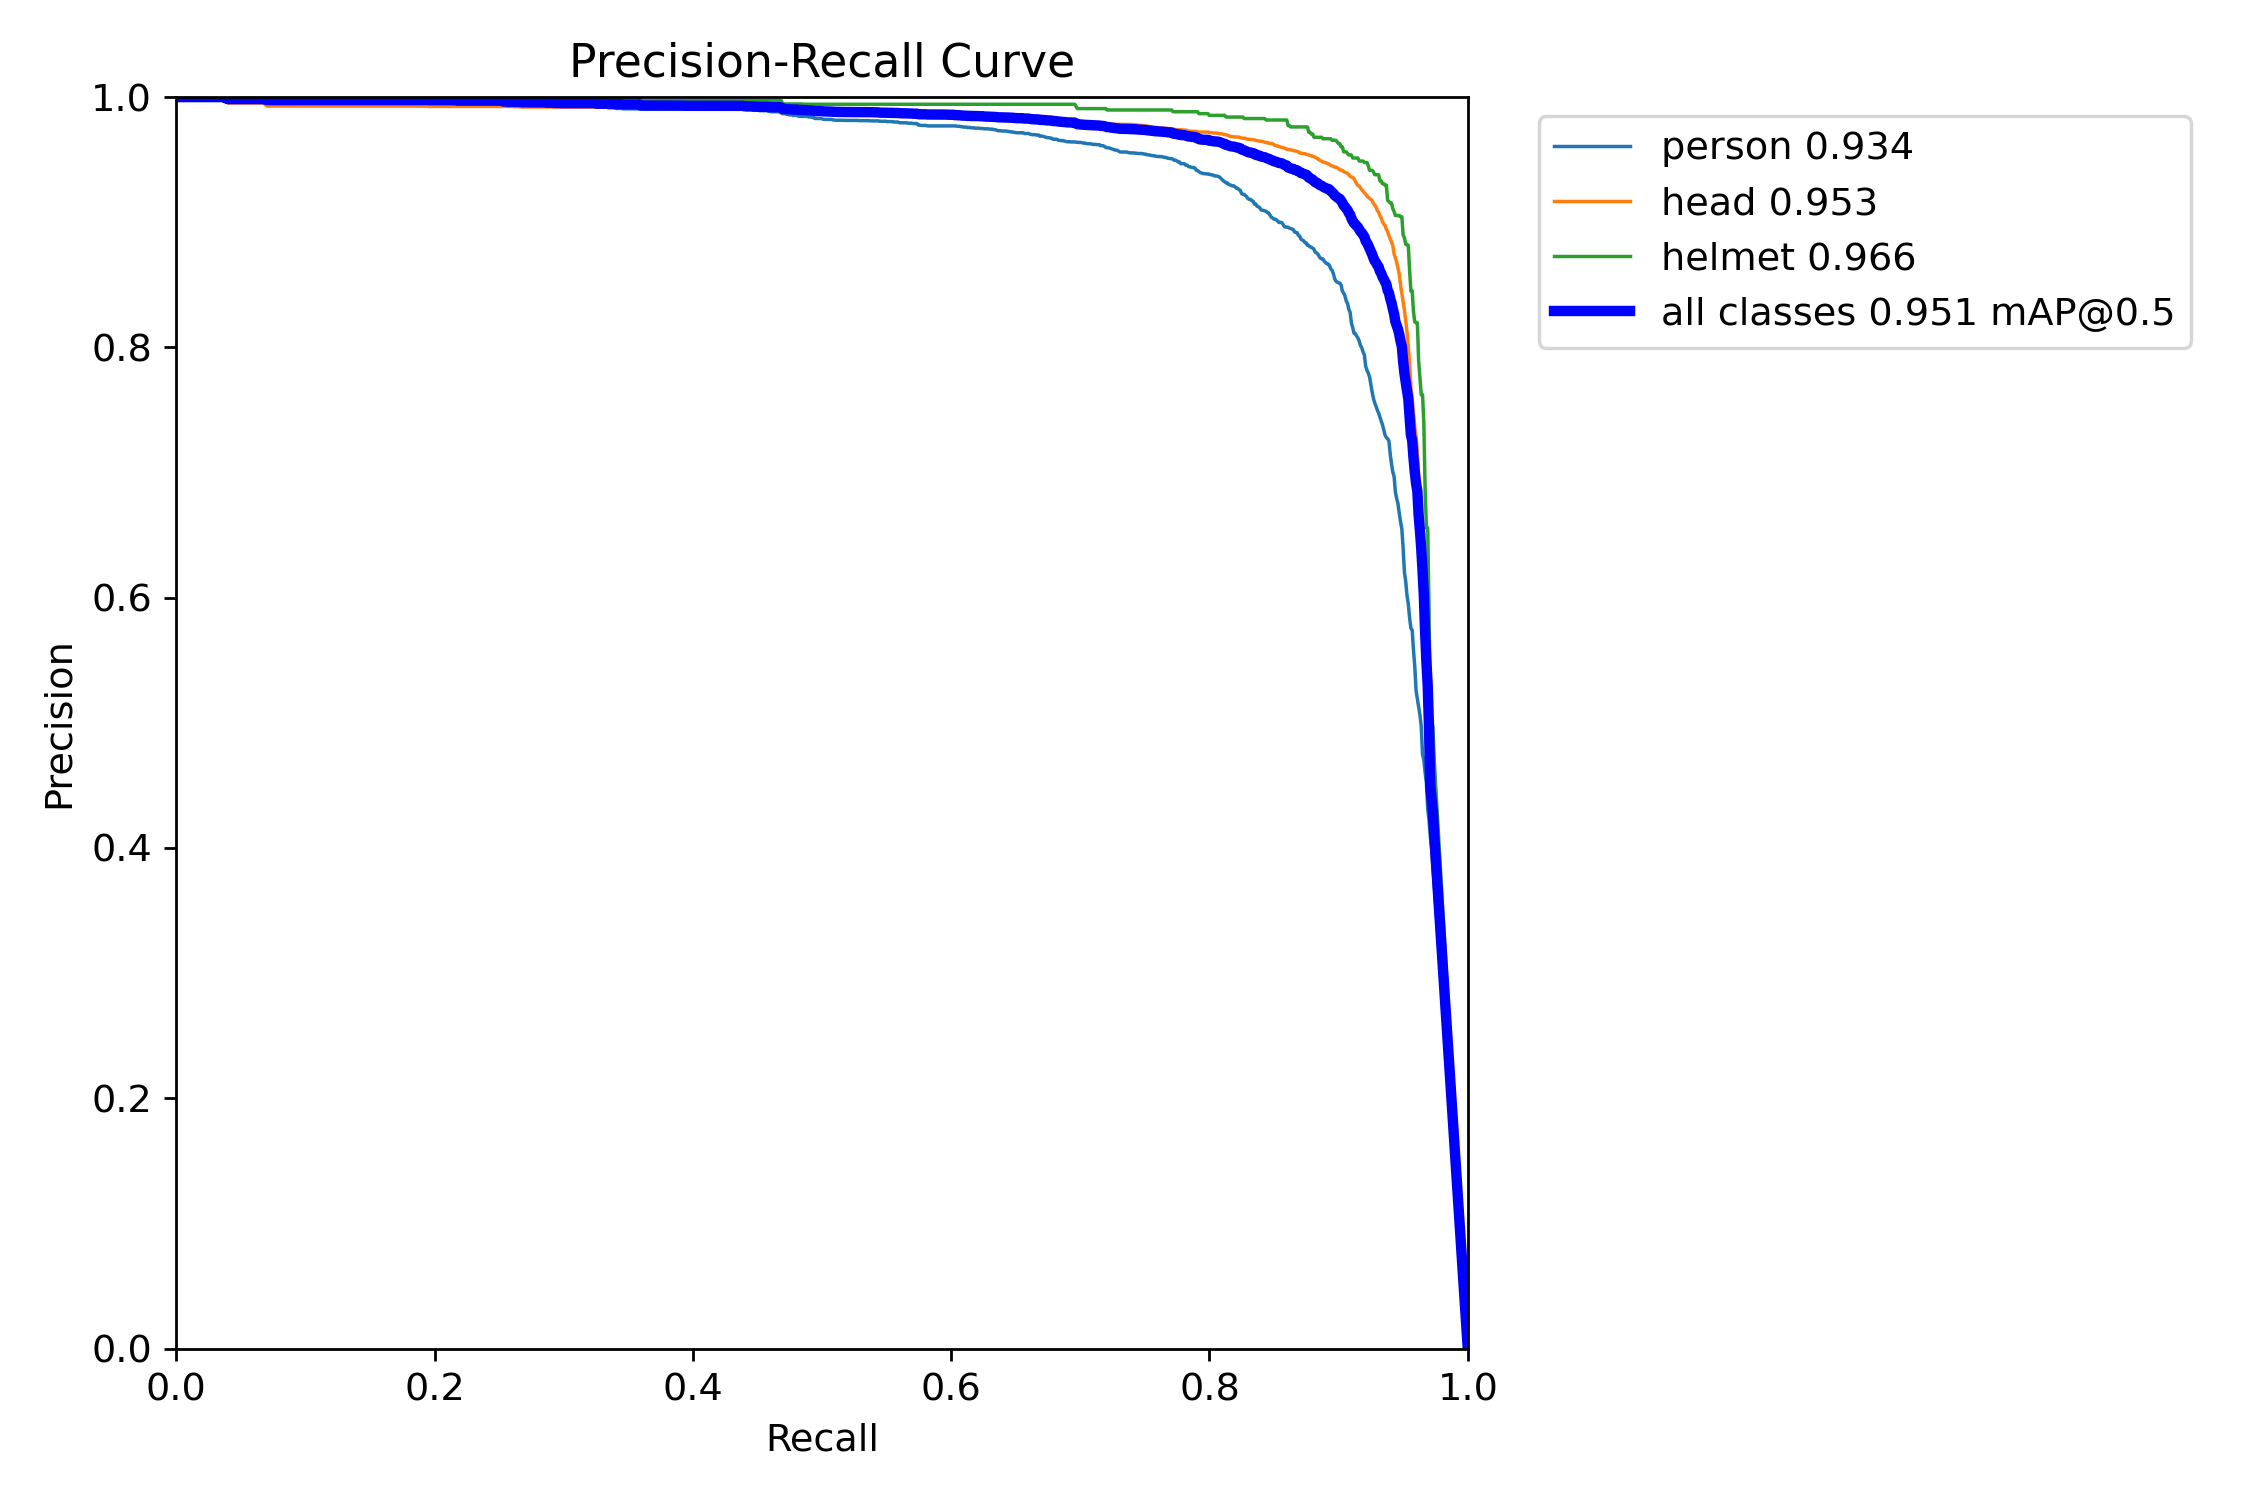 Precision-Recall Curve
1.0
0.8
0.6
0.4
0.2
0.0
Precision
0.0 0.2 0.4 0.6 0.8 1.0
Recall
person 0.934
head 0.953
helmet 0.966
all classes 0.951 mAP@0.5